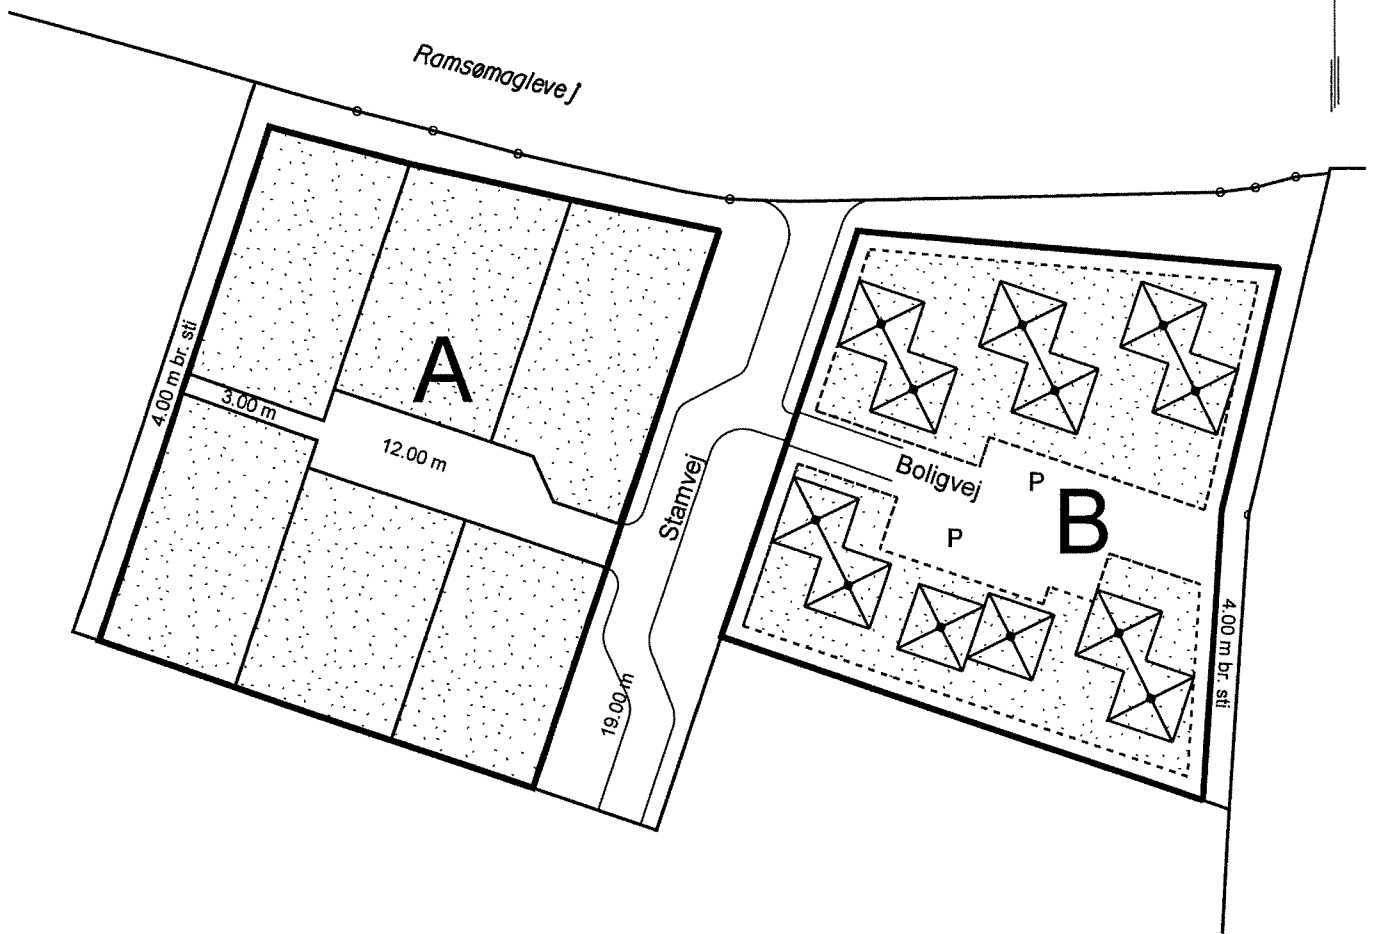 Ramsømaglevej
4.00 m br. sti
3.00 m
A
12.00 m
Stamvej
19.00 m
Boligvej
P
B
P
4.00 m br. sti